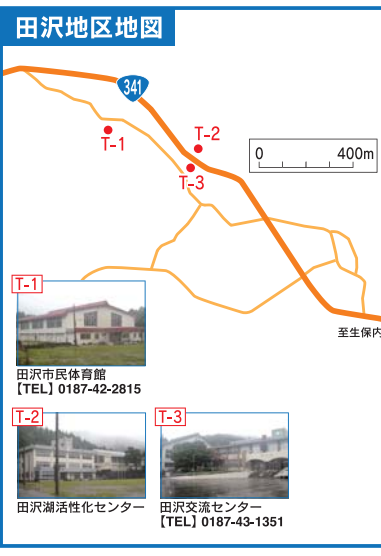 田沢地区地図
341
T-1
T-2
T-3
0 400m
至生保内
T-1
田沢市民体育館
【TEL】0187-42-2815
T-2
田沢湖活性化センター
T-3
田沢交流センター
【TEL】0187-43-1351